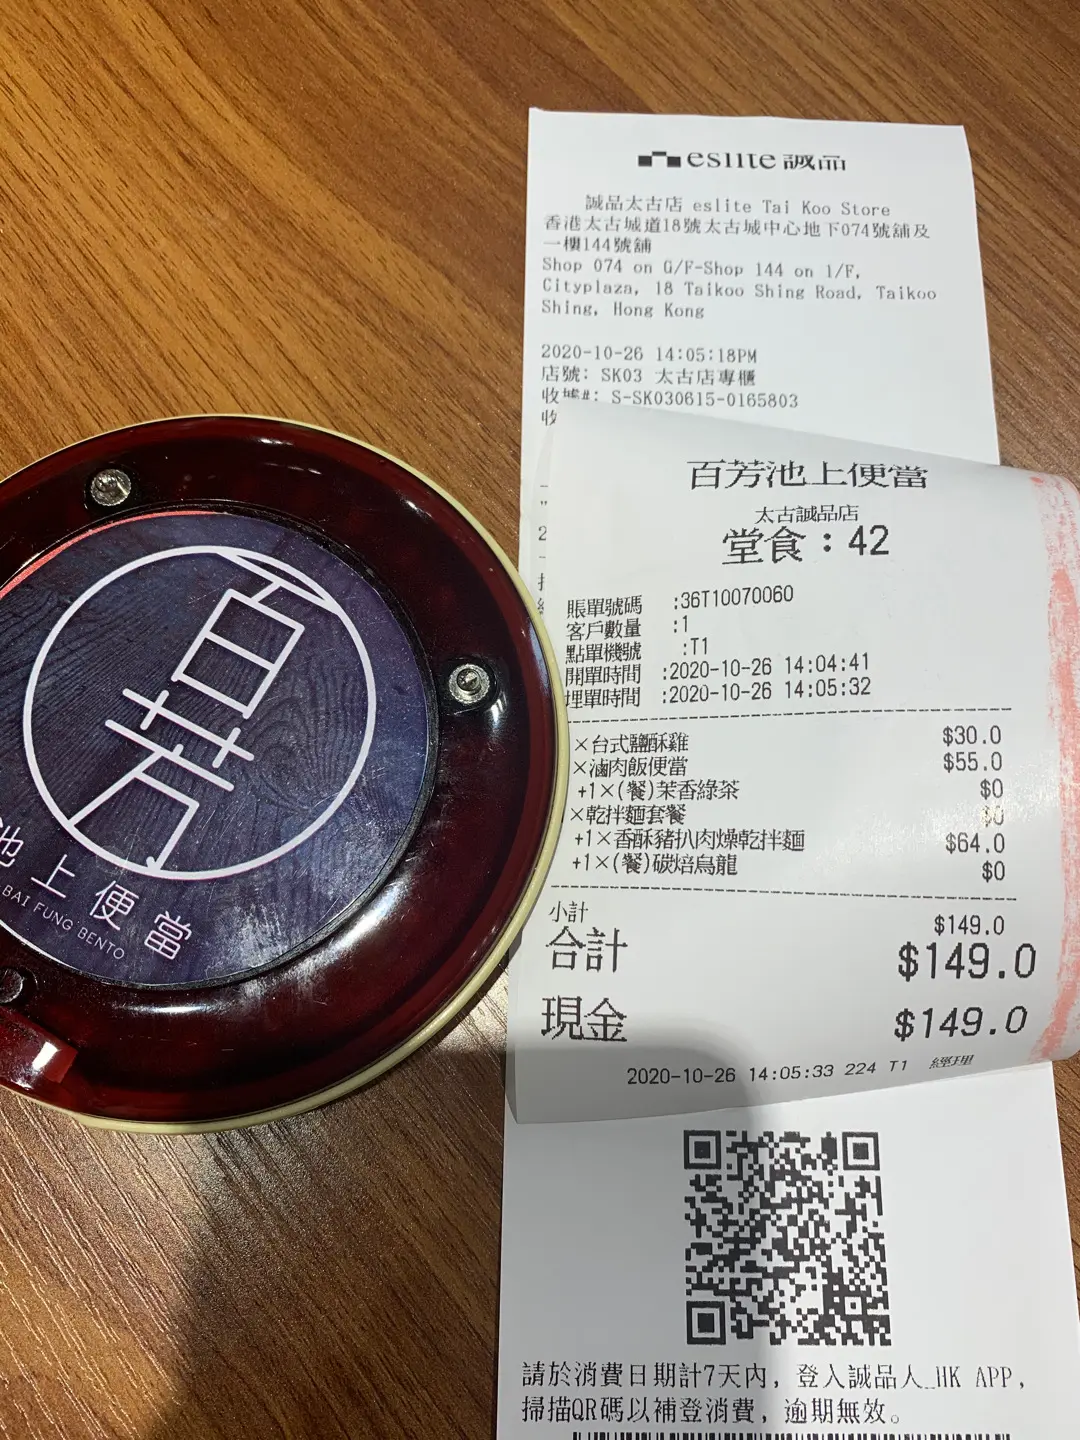 eslite 誠品
誠品太古店 eslite Tai Koo Store
香港太古城道18號太古城中心地下074號舖及
一樓144號舖
Shop 074 on G/F-Shop 144 on 1/F,
Cityplaza, 18 Taikoo Shing Road, Taikoo
Shing, Hong Kong
2020-10-26 14:05:18PM
店號: SK03 太古店專櫃
收據#: S-SK030615-0165803
收
百芳池上便當
太古誠品店
堂食：42
賬單號碼 :36T10070060
客戶數量 :1
點單機號 :T1
開單時間 :2020-10-26 14:04:41
埋單時間 :2020-10-26 14:05:32
×台式鹽酥雞 $30.0
×滷肉飯便當 $55.0
+1×(餐)茉香綠茶 $0
×乾拌麵套餐 $0
+1×香酥豬扒肉燥乾拌麵 $64.0
+1×(餐)碳焙烏龍 $0
小計 $149.0
合計 $149.0
現金 $149.0
2020-10-26 14:05:33 224 T1 經理
請於消費日期計7天內, 登入誠品人_HK APP,
掃描QR碼以補登消費, 逾期無效。
百芳
池上便當
BAI FUNG BENTO